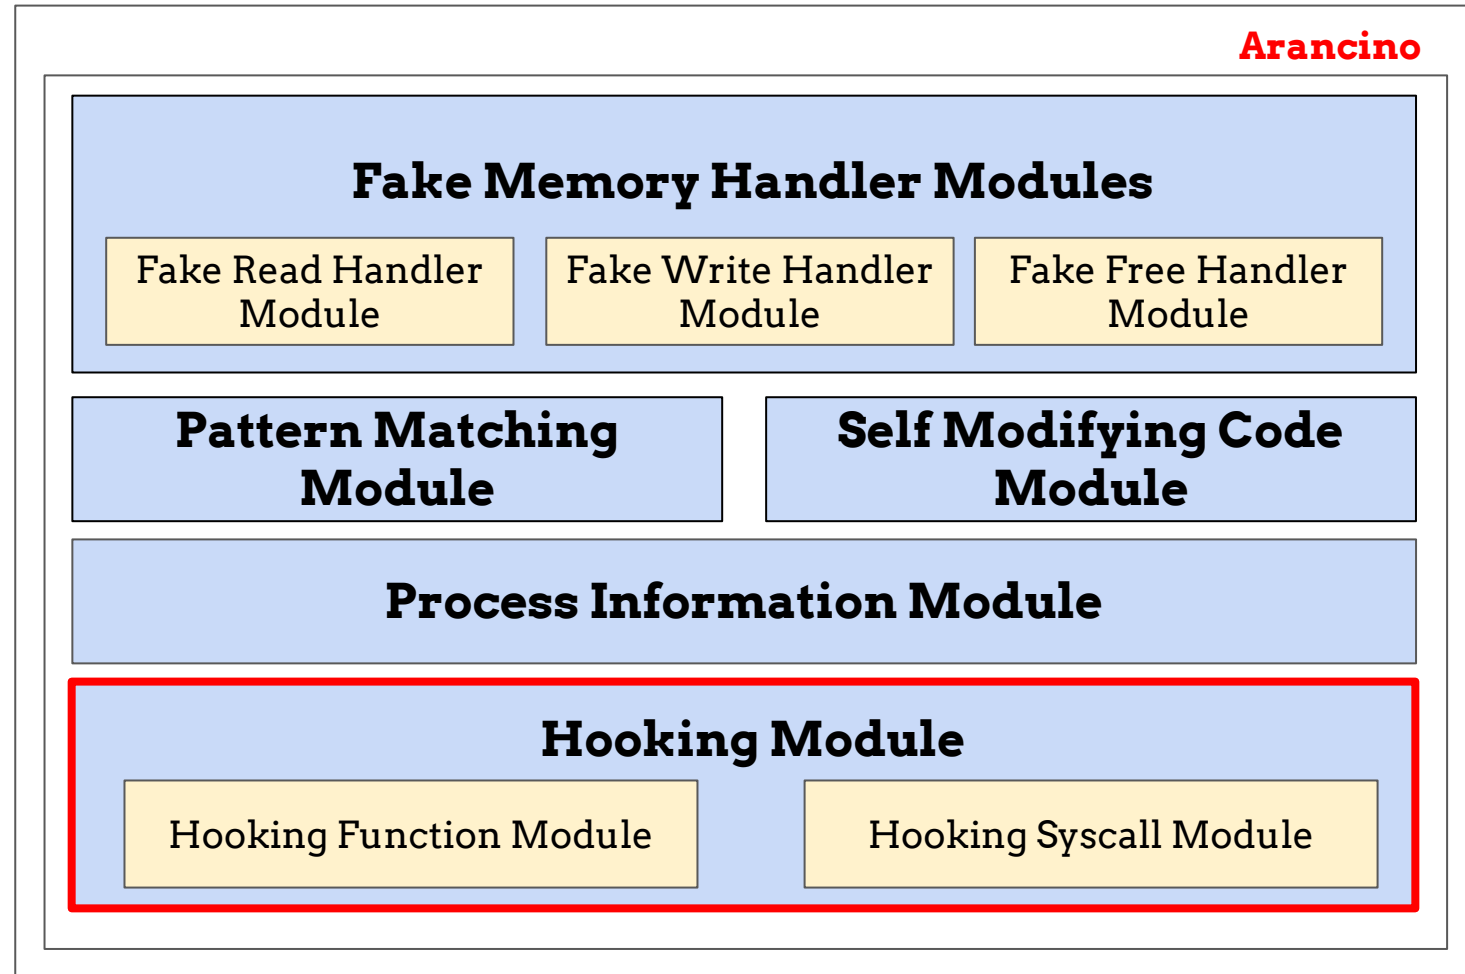 Arancino
Fake Memory Handler Modules
Fake Read Handler
Module
Fake Write Handler
Module
Fake Free Handler
Module
Pattern Matching
Module
Self Modifying Code
Module
Process Information Module
Hooking Module
Hooking Function Module
Hooking Syscall Module